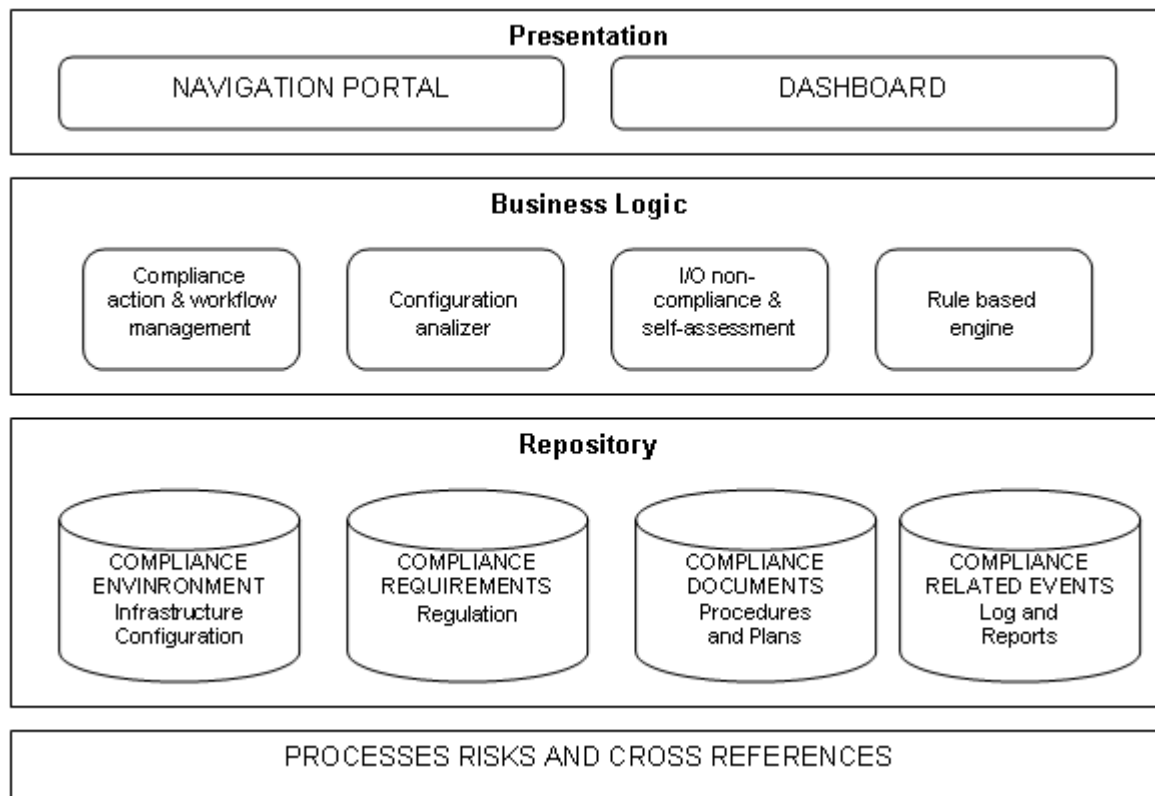 Presentation
NAVIGATION PORTAL
DASHBOARD
Business Logic
Compliance
action & workflow
management
Configuration
analizer
I/O non-
compliance &
self-assessment
Rule based
engine
Repository
COMPLIANCE
ENVINRONMENT
Infrastructure
Configuration
COMPLIANCE
REQUIREMENTS
Regulation
COMPLIANCE
DOCUMENTS
Procedures
and Plans
COMPLIANCE
RELATED EVENTS
Log and
Reports
PROCESSES RISKS AND CROSS REFERENCES